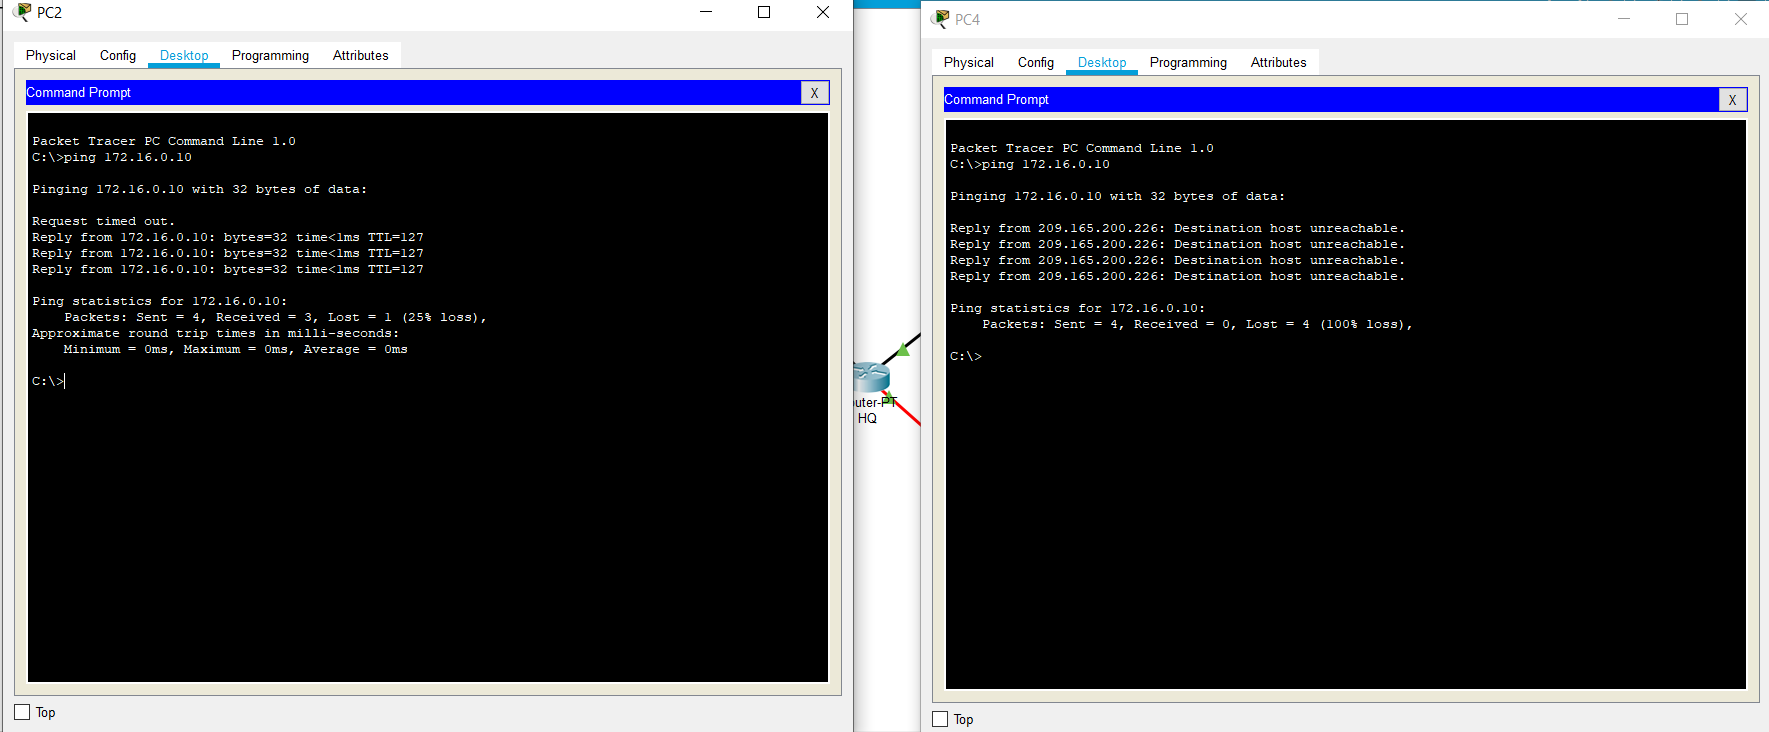 PC2
Physical Config Desktop Programming Attributes
Command Prompt
X
Packet Tracer PC Command Line 1.0
C:\>ping 172.16.0.10
Pinging 172.16.0.10 with 32 bytes of data:
Request timed out.
Reply from 172.16.0.10: bytes=32 time<1ms TTL=127
Reply from 172.16.0.10: bytes=32 time<1ms TTL=127
Reply from 172.16.0.10: bytes=32 time<1ms TTL=127
Ping statistics for 172.16.0.10:
Packets: Sent = 4, Received = 3, Lost = 1 (25% loss),
Approximate round trip times in milli-seconds:
Minimum = 0ms, Maximum = 0ms, Average = 0ms
C:\>
Top
uter-PT
HQ
PC4
Physical Config Desktop Programming Attributes
Command Prompt
X
Packet Tracer PC Command Line 1.0
C:\>ping 172.16.0.10
Pinging 172.16.0.10 with 32 bytes of data:
Reply from 209.165.200.226: Destination host unreachable.
Reply from 209.165.200.226: Destination host unreachable.
Reply from 209.165.200.226: Destination host unreachable.
Reply from 209.165.200.226: Destination host unreachable.
Ping statistics for 172.16.0.10:
Packets: Sent = 4, Received = 0, Lost = 4 (100% loss),
C:\>
Top